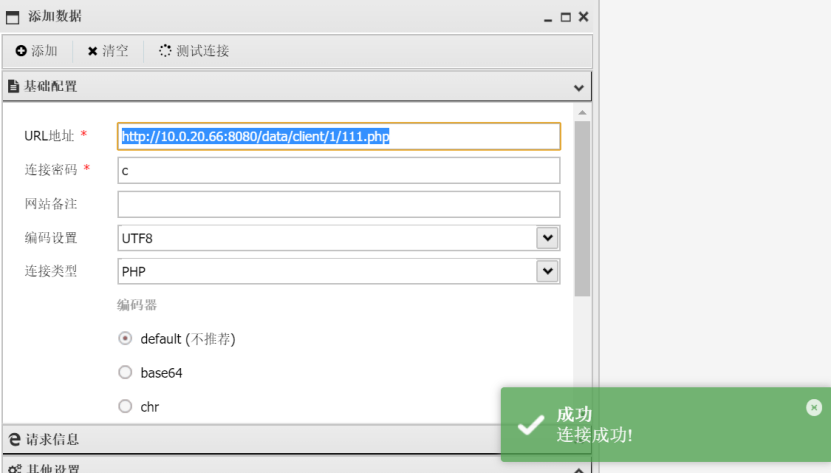 添加数据
添加 清空 测试连接
基础配置
URL地址 * http://10.0.20.66:8080/data/client/1/111.php
连接密码 * c
网站备注
编码设置 UTF8
连接类型 PHP
编码器
default (不推荐)
base64
chr
成功
连接成功!
请求信息
其他设置